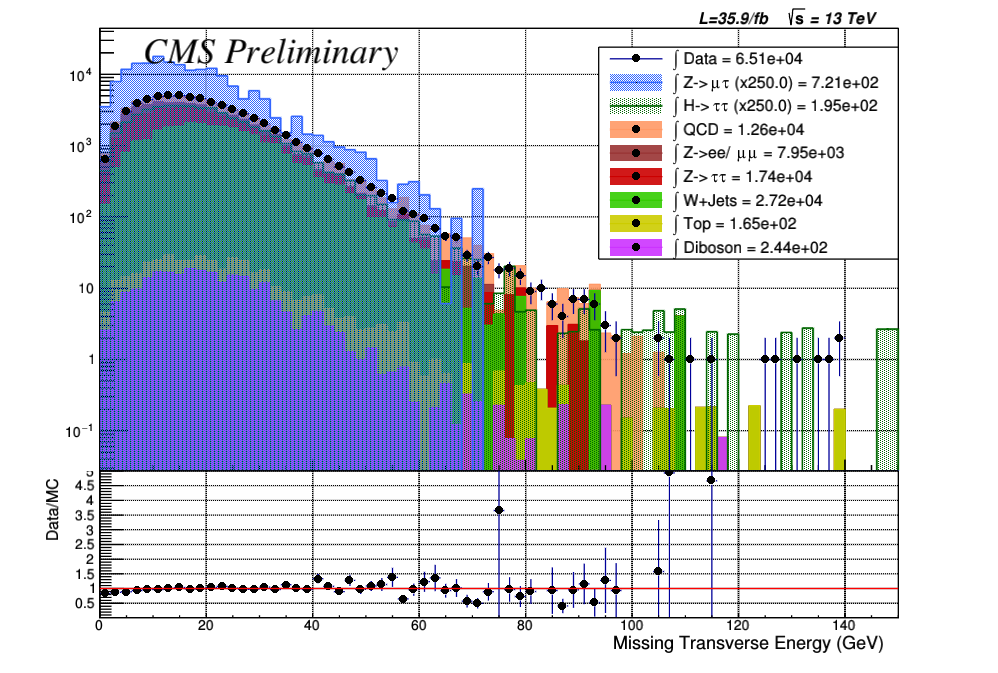 L=35.9/fb √s = 13 TeV
CMS Preliminary
∫ Data = 6.51e+04
∫ Z->μτ (x250.0) = 7.21e+02
∫ H->ττ (x250.0) = 1.95e+02
∫ QCD = 1.26e+04
∫ Z->ee/ μμ = 7.95e+03
∫ Z->ττ = 1.74e+04
∫ W+Jets = 2.72e+04
∫ Top = 1.65e+02
∫ Diboson = 2.44e+02
10⁴
10³
10²
10
1
10⁻¹
Data/MC
5
4.5
4
3.5
3
2.5
2
1.5
1
0.5
0 20 40 60 80 100 120 140
Missing Transverse Energy (GeV)